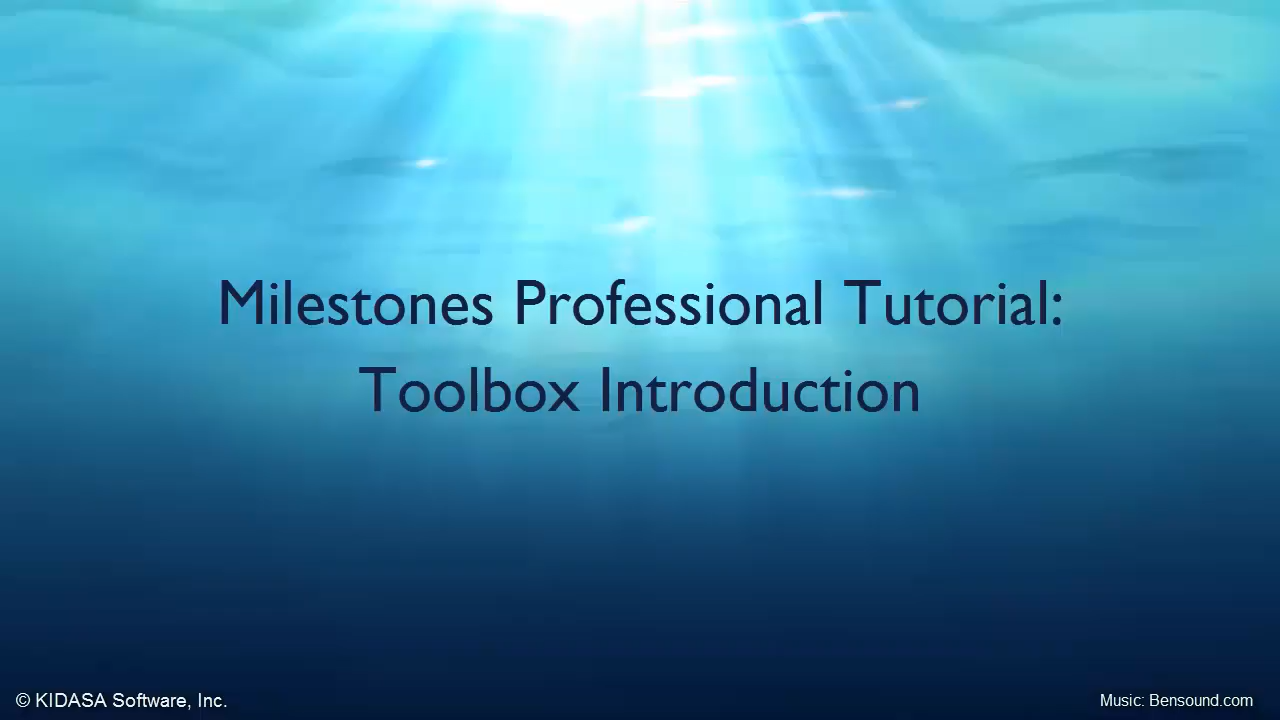 Milestones Professional Tutorial:
Toolbox Introduction
© KIDASA Software, Inc.
Music: Bensound.com